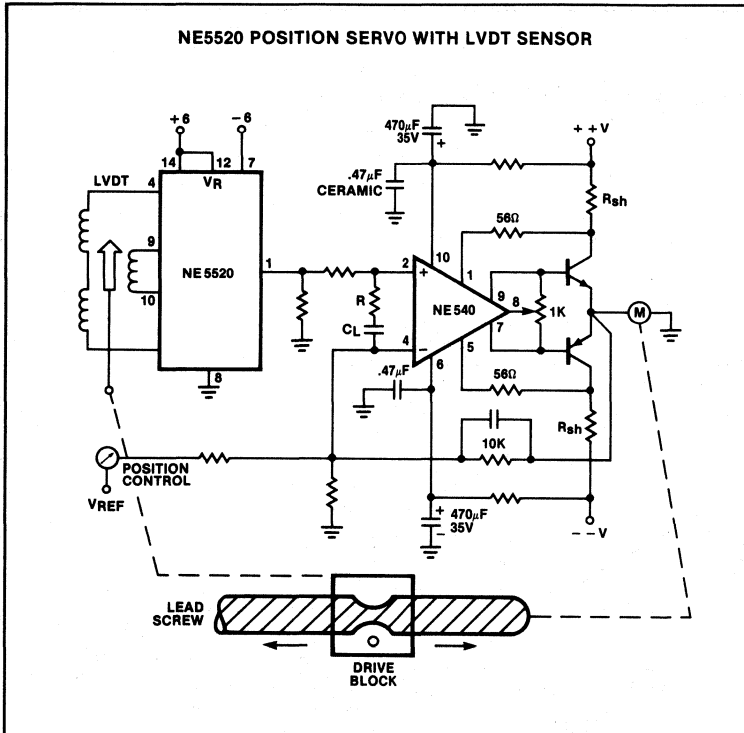 NE5520 POSITION SERVO WITH LVDT SENSOR
+6
-6
470μF
35V
+
++V
14
12
7
VR
LVDT
4
.47μF
CERAMIC
Rsh
56Ω
9
10
NE5520
1
2
+
10
1
R
CL
NE540
9
8
7
1K
M
4
−
5
6
8
.47μF
56Ω
Rsh
10K
POSITION
CONTROL
VREF
+
470μF
35V
−
−−V
LEAD
SCREW
DRIVE
BLOCK